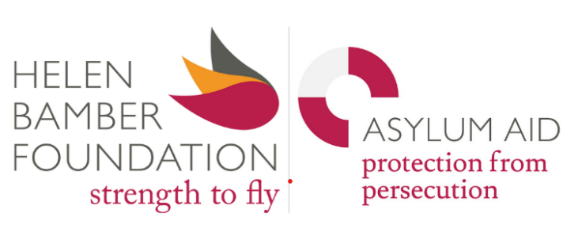 HELEN
BAMBER
FOUNDATION
strength to fly
ASYLUM AID
protection from
persecution